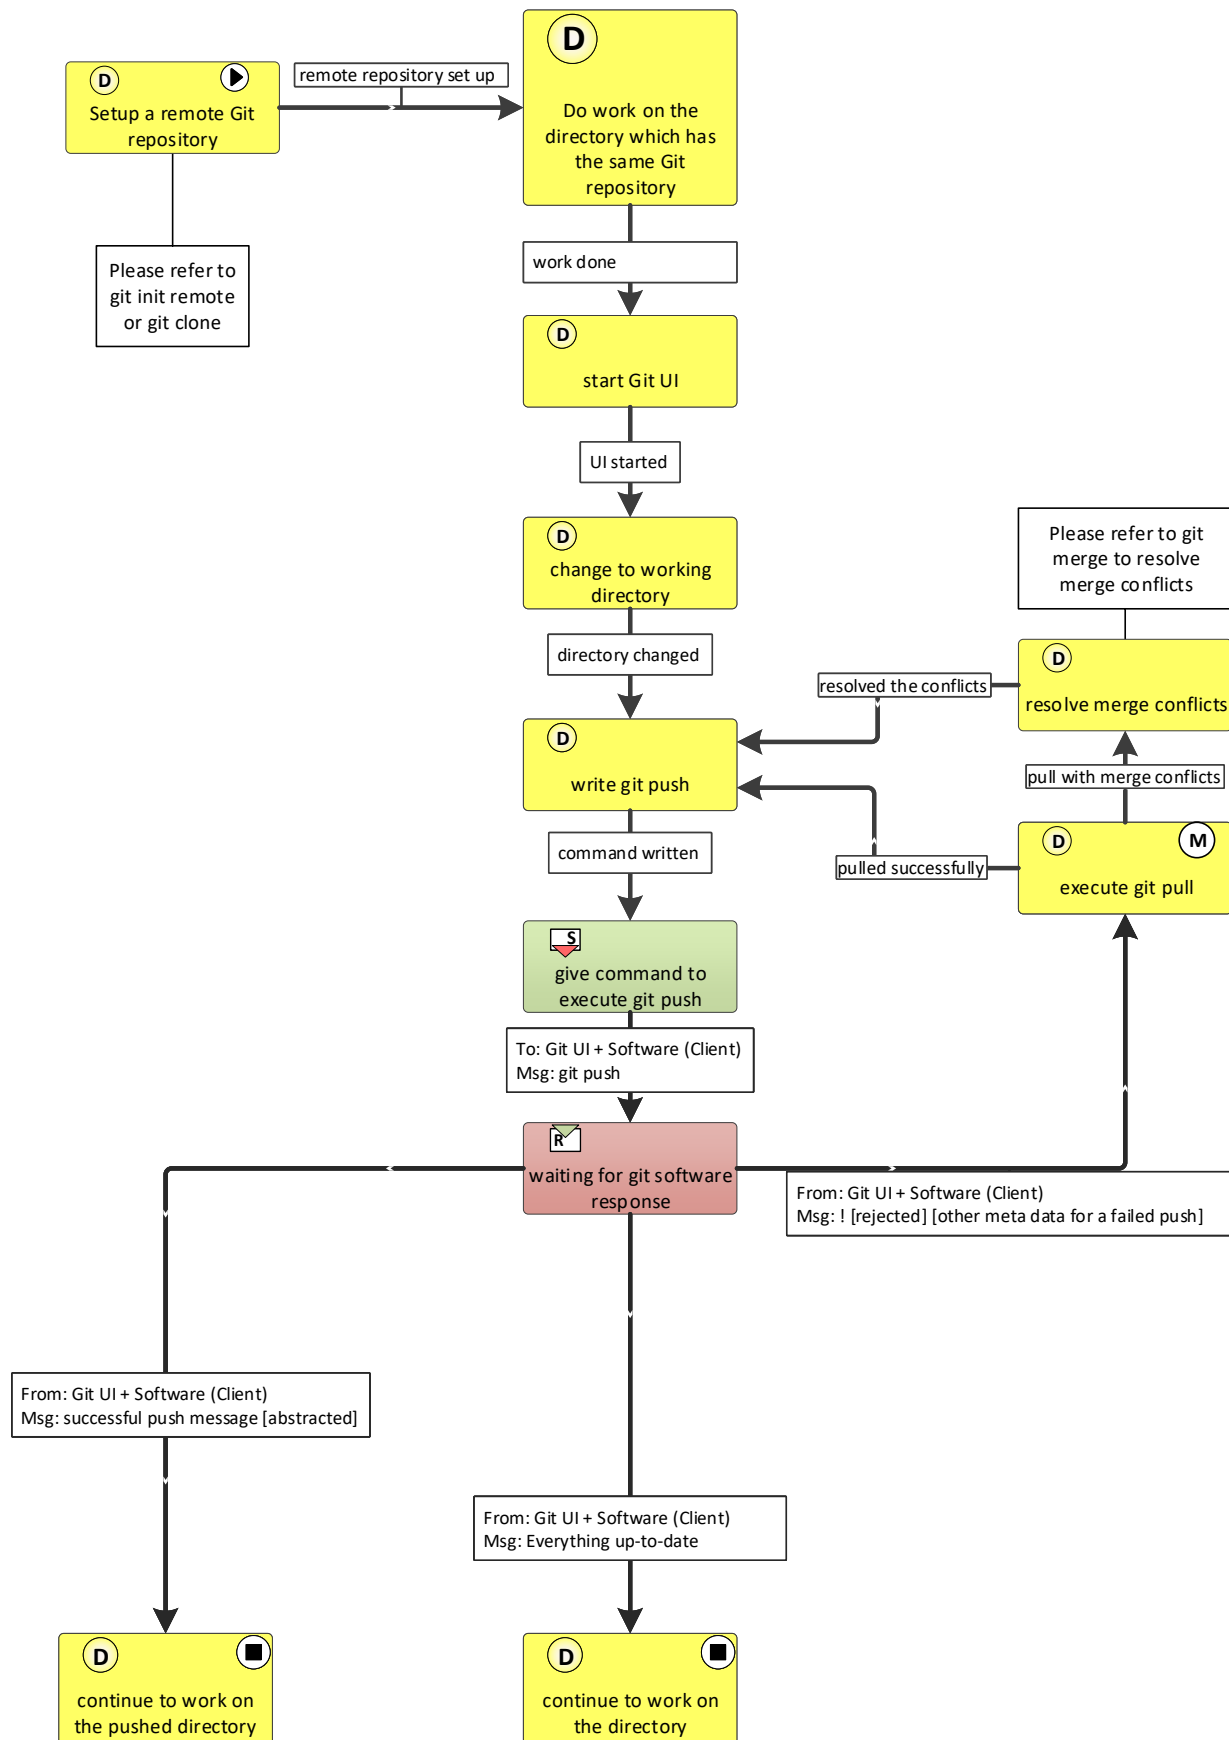 D
Setup a remote Git
repository
remote repository set up
D
Do work on the
directory which has
the same Git
repository
Please refer to
git init remote
or git clone
work done
D
start Git UI
UI started
D
change to working
directory
directory changed
Please refer to git
merge to resolve
merge conflicts
D
resolve merge conflicts
resolved the conflicts
D
write git push
pull with merge conflicts
D
M
execute git pull
pulled successfully
command written
S
give command to
execute git push
To: Git UI + Software (Client)
Msg: git push
R
waiting for git software
response
From: Git UI + Software (Client)
Msg: ! [rejected] [other meta data for a failed push]
From: Git UI + Software (Client)
Msg: successful push message [abstracted]
From: Git UI + Software (Client)
Msg: Everything up-to-date
D
continue to work on
the pushed directory
D
continue to work on
the directory